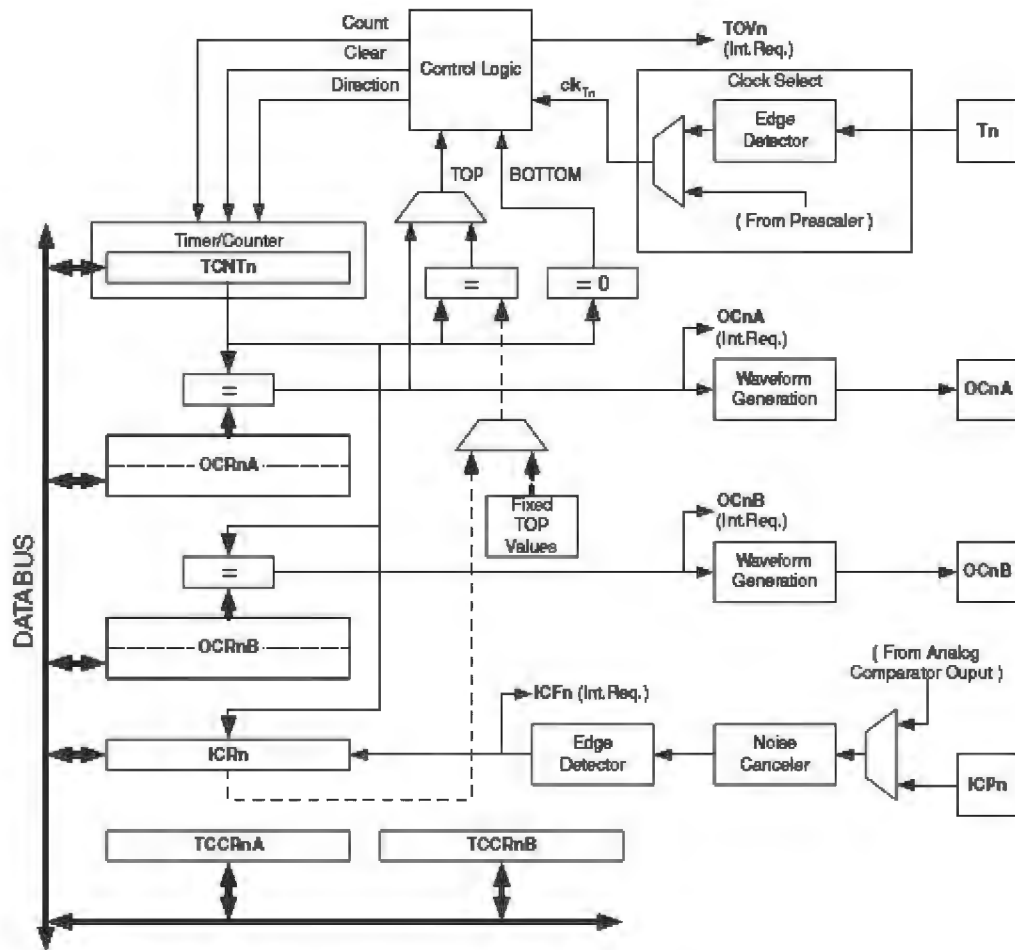 Count
Clear
Direction
Control Logic
TOVn
(Int.Req.)
clkTn
Clock Select
Edge
Detector
Tn
( From Prescaler )
TOP
BOTTOM
Timer/Counter
TCNTn
=
= 0
=
OCnA
(Int.Req.)
Waveform
Generation
OCnA
OCRnA
Fixed
TOP
Values
OCnB
(Int.Req.)
=
Waveform
Generation
OCnB
OCRnB
DATABUS
( From Analog
Comparator Ouput )
ICFn (Int.Req.)
ICRn
Edge
Detector
Noise
Canceler
ICPn
TCCRnA
TCCRnB